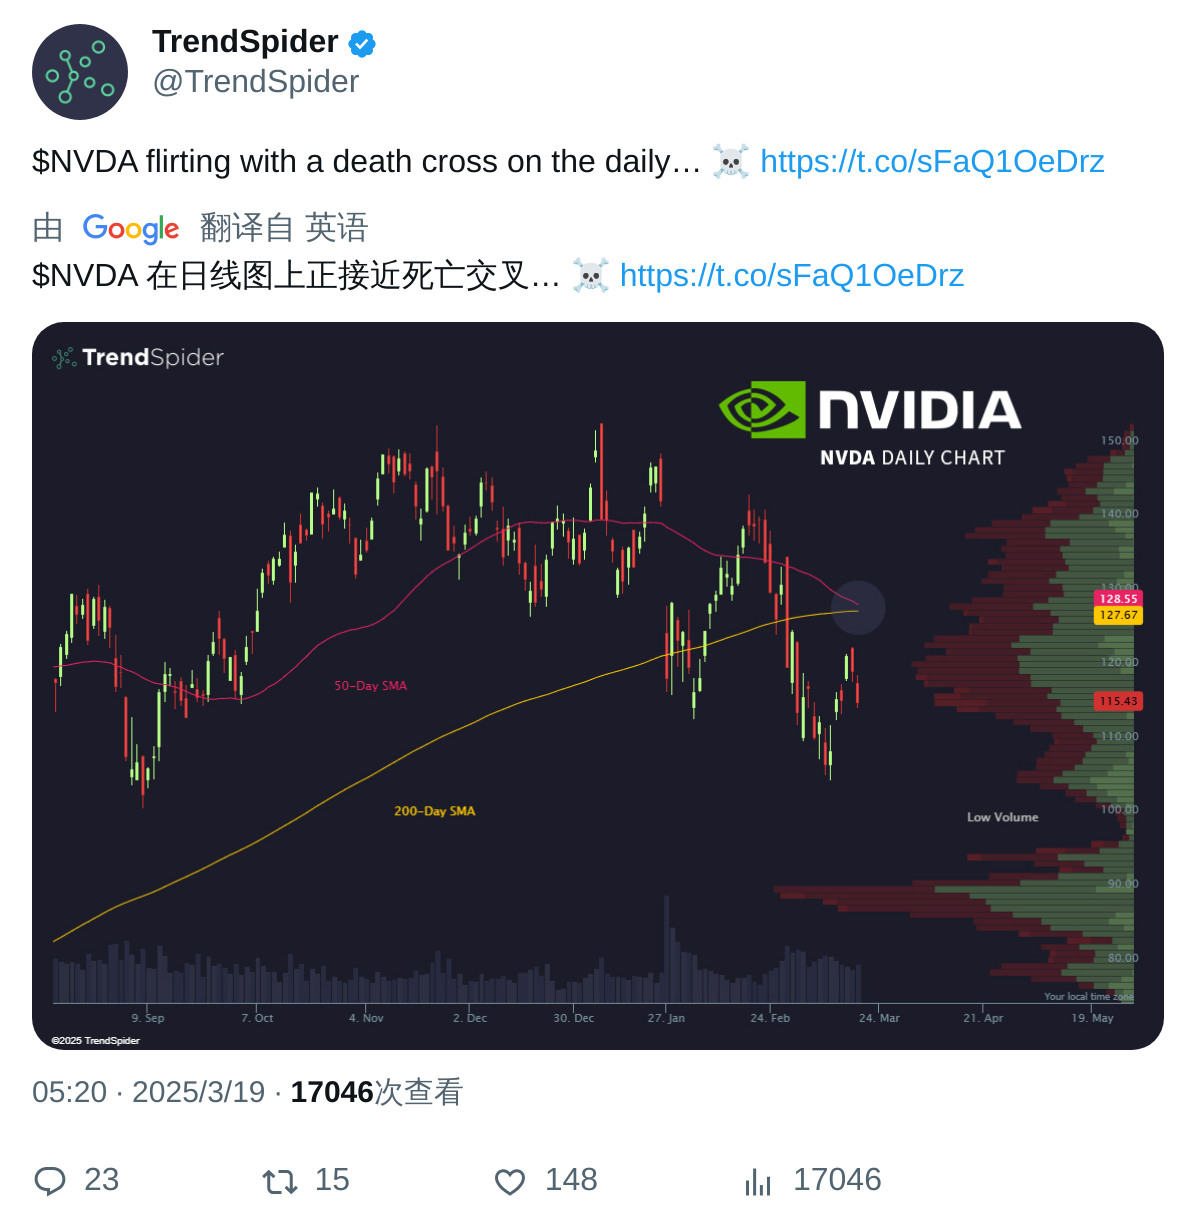 TrendSpider
@TrendSpider
$NVDA flirting with a death cross on the daily… ☠️ https://t.co/sFaQ1OeDrz
由 Google 翻译自 英语
$NVDA 在日线图上正接近死亡交叉… ☠️ https://t.co/sFaQ1OeDrz
TrendSpider
NVIDIA
NVDA DAILY CHART
150.00
140.00
130.00
128.55
127.67
120.00
115.43
110.00
100.00
90.00
80.00
50-Day SMA
200-Day SMA
Low Volume
Your local time zone
9. Sep 7. Oct 4. Nov 2. Dec 30. Dec 27. Jan 24. Feb 24. Mar 21. Apr 19. May
©2025 TrendSpider
05:20 · 2025/3/19 · 17046次查看
23 15 148 17046